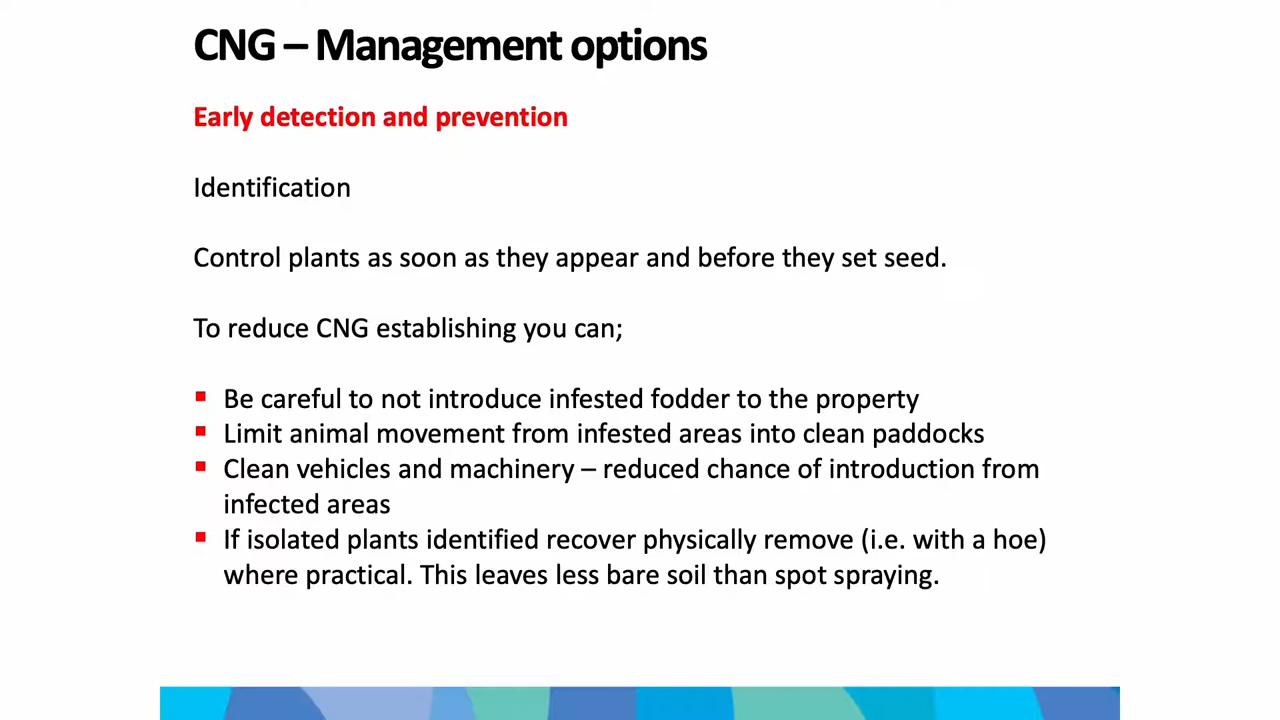 CNG – Management options
Early detection and prevention
Identification
Control plants as soon as they appear and before they set seed.
To reduce CNG establishing you can;
▪ Be careful to not introduce infested fodder to the property
▪ Limit animal movement from infested areas into clean paddocks
▪ Clean vehicles and machinery – reduced chance of introduction from
infected areas
▪ If isolated plants identified recover physically remove (i.e. with a hoe)
where practical. This leaves less bare soil than spot spraying.